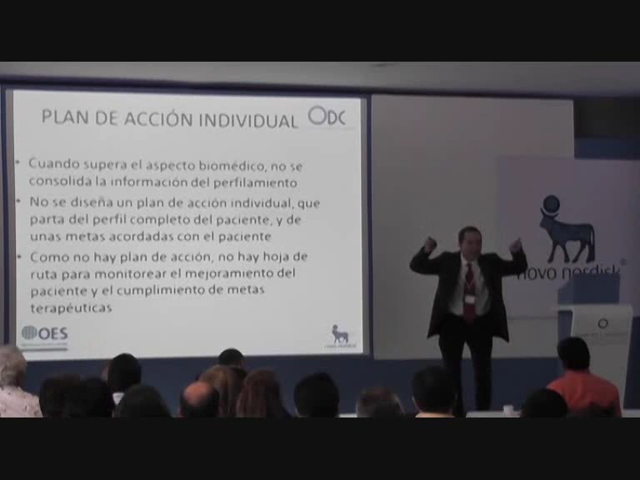 PLAN DE ACCIÓN INDIVIDUAL
ODC
• Cuando supera el aspecto biomédico, no se
consolida la información del perfilamiento
• No se diseña un plan de acción individual, que
parta del perfil completo del paciente, y de
unas metas acordadas con el paciente
• Como no hay plan de acción, no hay hoja de
ruta para monitorear el mejoramiento del
paciente y el cumplimiento de metas
terapéuticas
OES
novo nordisk®